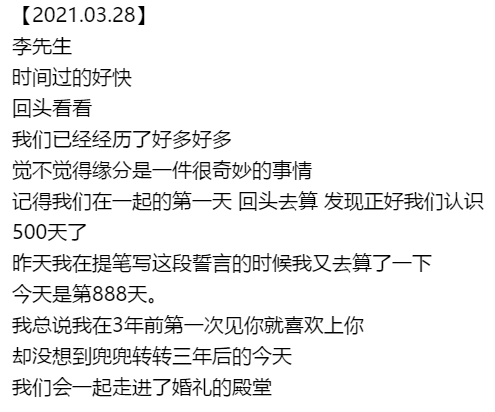 【2021.03.28】
李先生
时间过的好快
回头看看
我们已经经历了好多好多
觉不觉得缘分是一件很奇妙的事情
记得我们在一起的第一天 回头去算 发现正好我们认识
500天了
昨天我在提笔写这段誓言的时候我又去算了一下
今天是第888天。
我总说我在3年前第一次见你就喜欢上你
却没想到兜兜转转三年后的今天
我们会一起走进了婚礼的殿堂